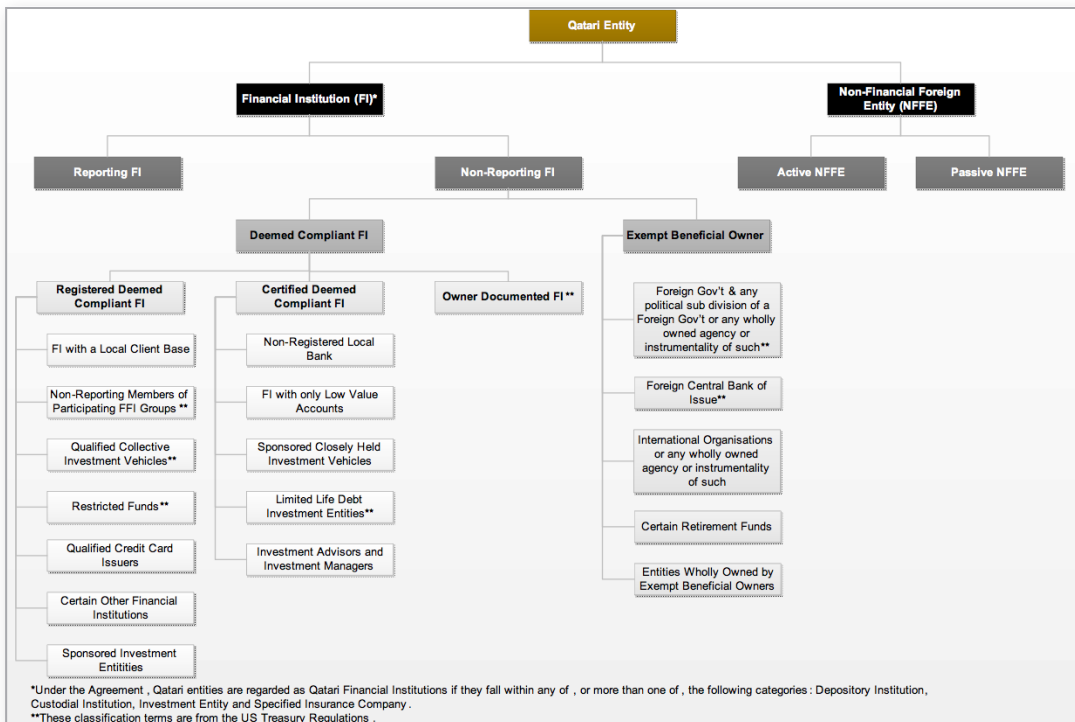 Qatari Entity
Financial Institution (FI)*
Non-Financial Foreign
Entity (NFFE)
Reporting FI
Non-Reporting FI
Active NFFE
Passive NFFE
Deemed Compliant FI
Exempt Beneficial Owner
Registered Deemed
Compliant FI
Certified Deemed
Compliant FI
Owner Documented FI **
FI with a Local Client Base
Non-Reporting Members of
Participating FFI Groups **
Qualified Collective
Investment Vehicles**
Restricted Funds**
Qualified Credit Card
Issuers
Certain Other Financial
Institutions
Sponsored Investment
Entitities
Non-Registered Local
Bank
FI with only Low Value
Accounts
Sponsored Closely Held
Investment Vehicles
Limited Life Debt
Investment Entities**
Investment Advisors and
Investment Managers
Foreign Gov't & any
political sub division of a
Foreign Gov't or any wholly
owned agency or
instrumentality of such**
Foreign Central Bank of
Issue**
International Organisations
or any wholly owned
agency or instrumentality
of such
Certain Retirement Funds
Entities Wholly Owned by
Exempt Beneficial Owners
*Under the Agreement , Qatari entities are regarded as Qatari Financial Institutions if they fall within any of , or more than one of , the following categories : Depository Institution,
Custodial Institution, Investment Entity and Specified Insurance Company .
**These classification terms are from the US Treasury Regulations .